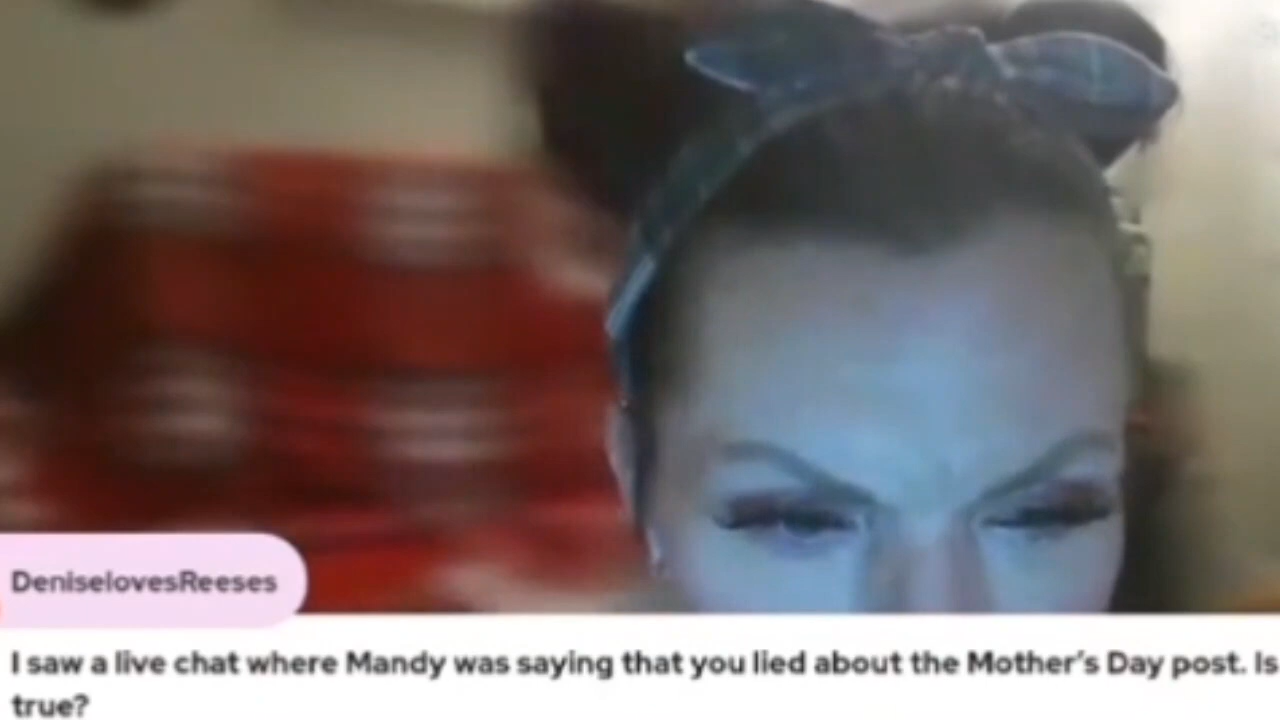 DeniselovesReeses
I saw a live chat where Mandy was saying that you lied about the Mother's Day post. Is
true?